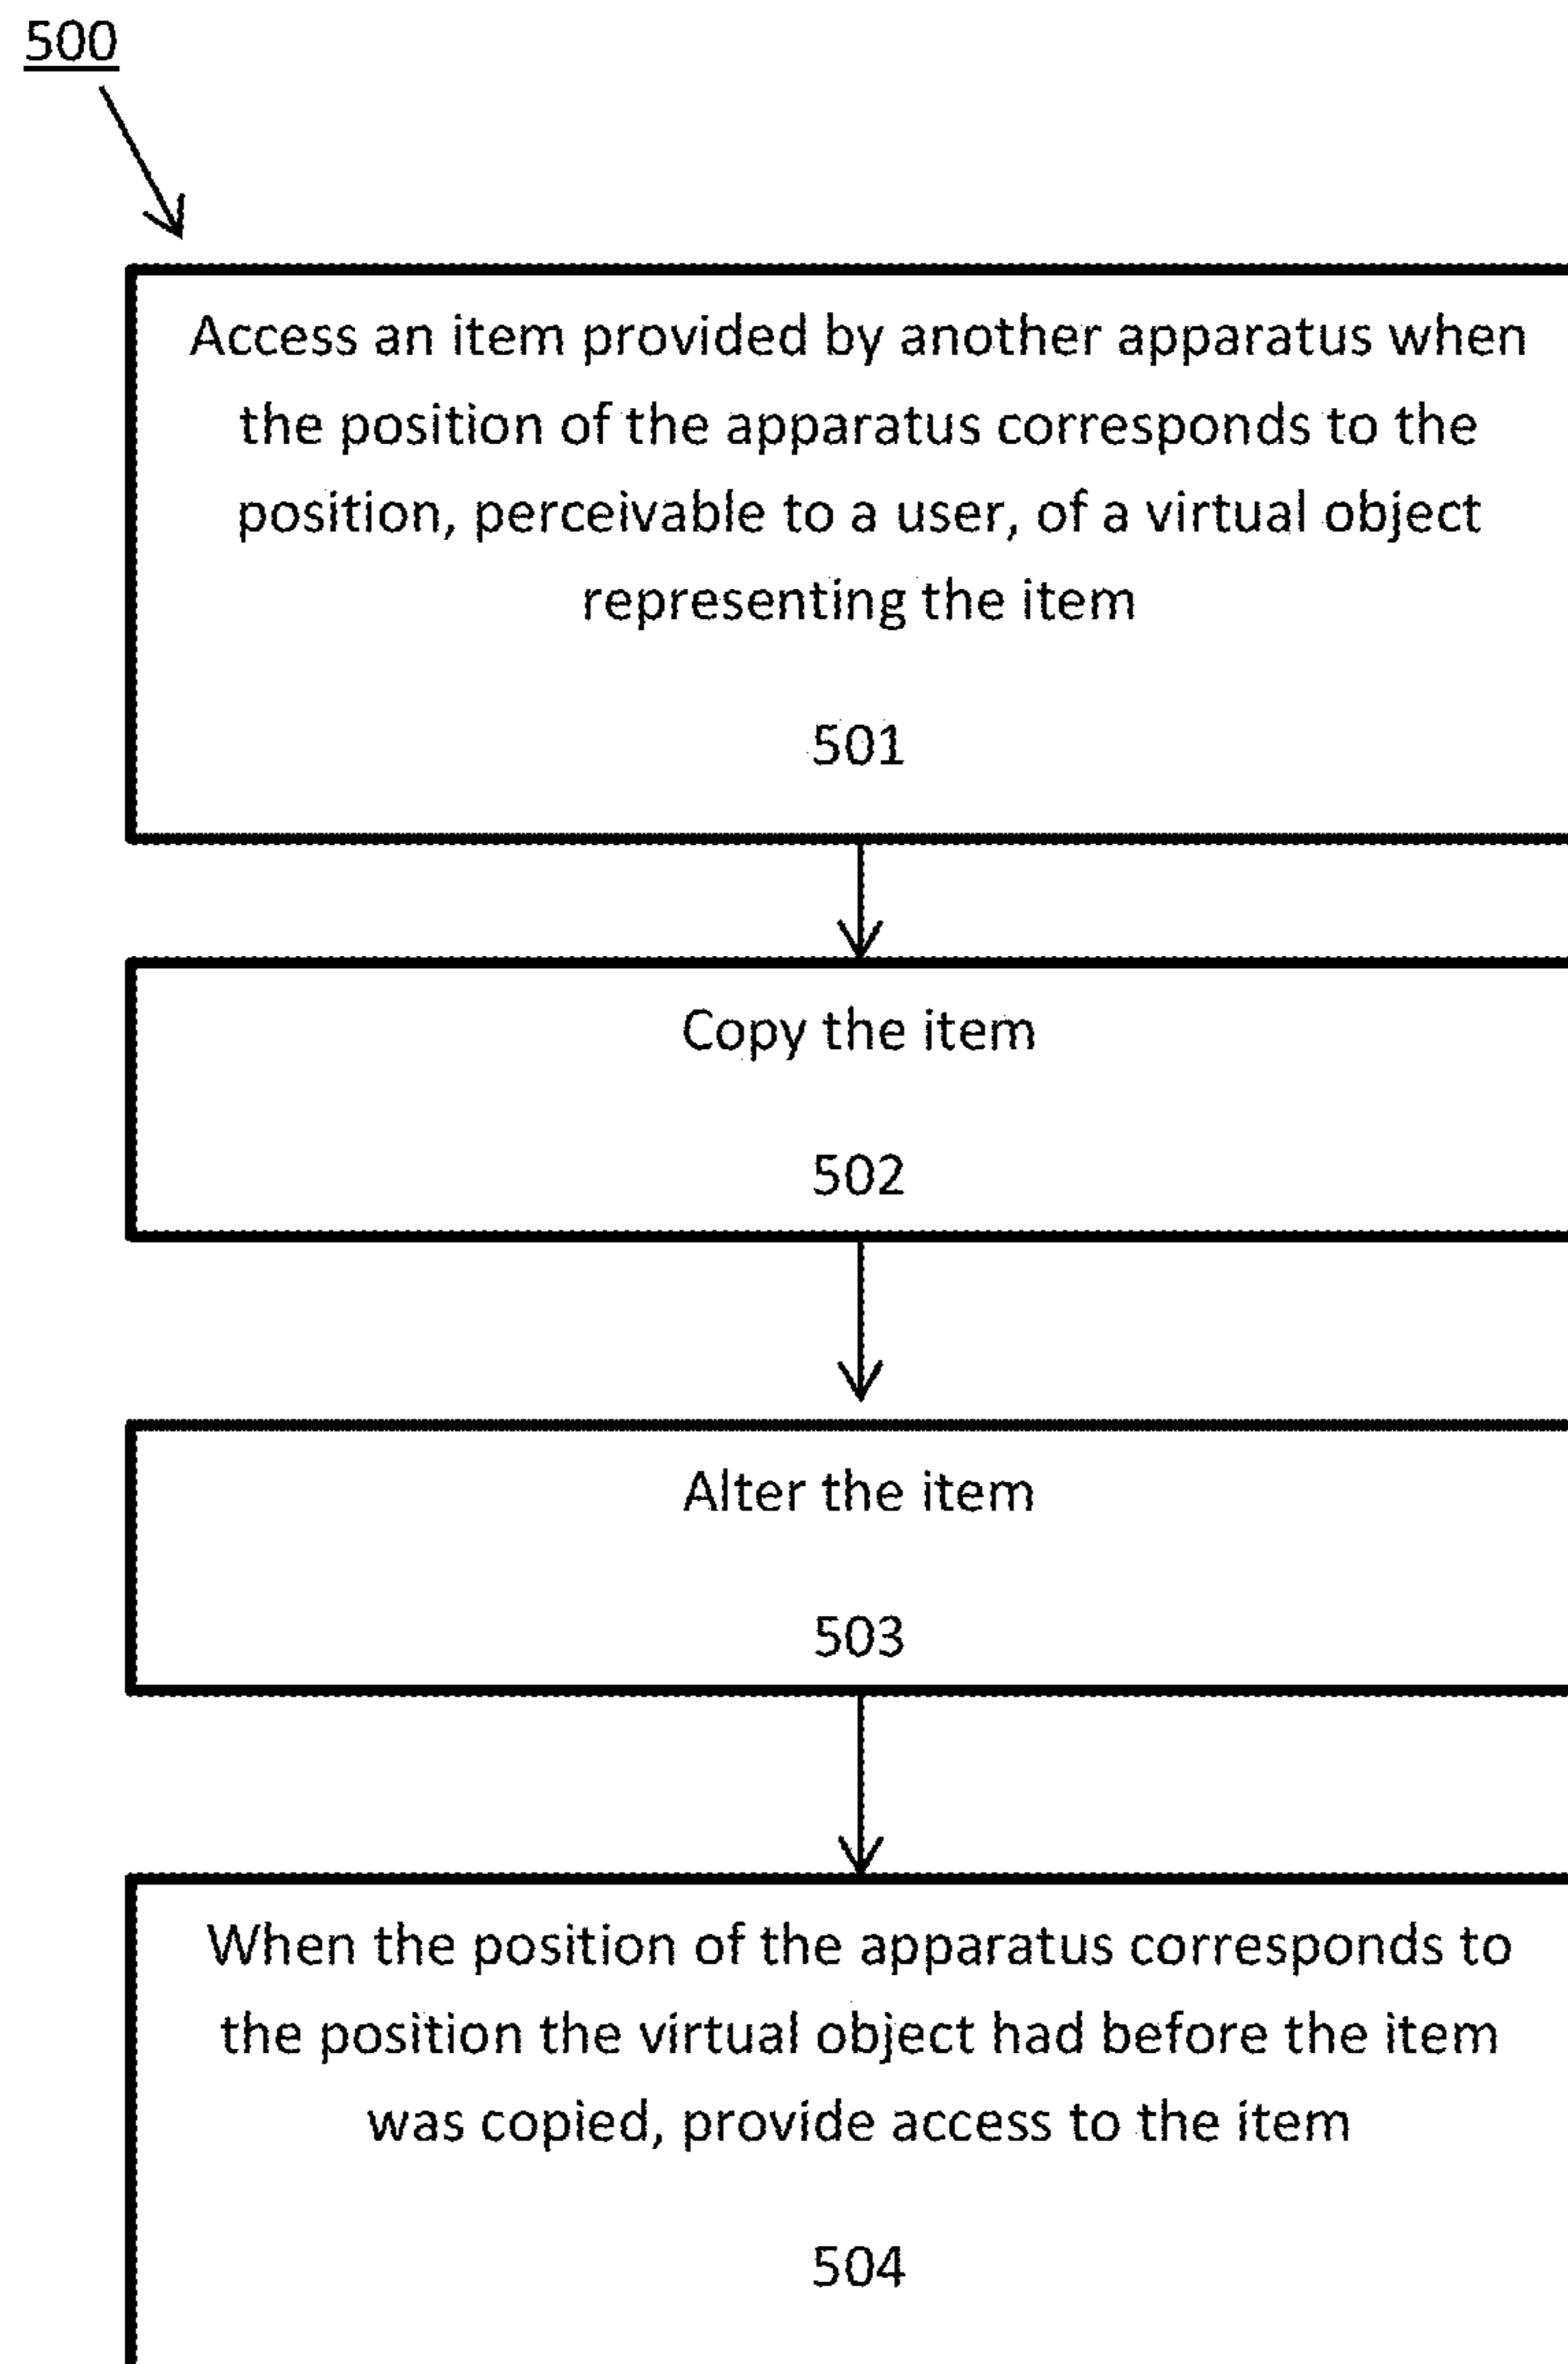 500
Access an item provided by another apparatus when
the position of the apparatus corresponds to the
position, perceivable to a user, of a virtual object
representing the item
501
Copy the item
502
Alter the item
503
When the position of the apparatus corresponds to
the position the virtual object had before the item
was copied, provide access to the item
504